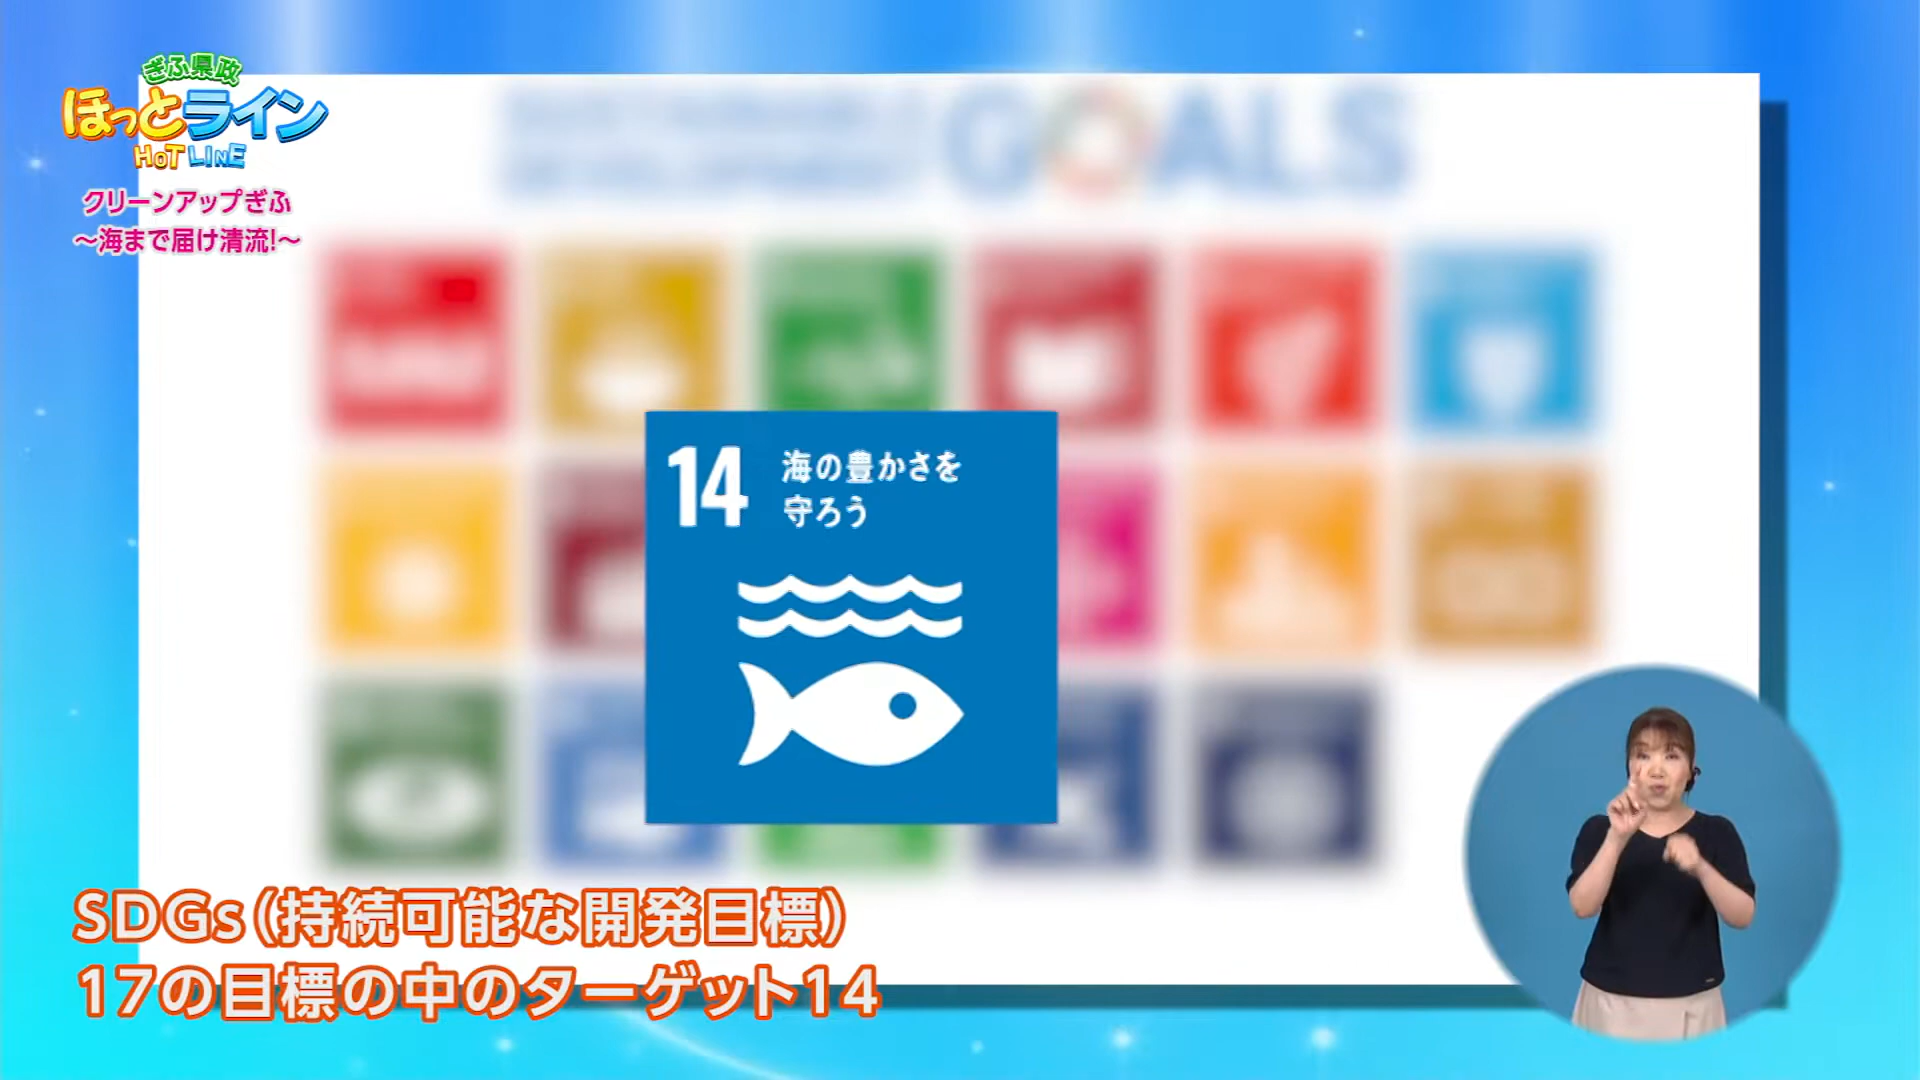 ぎふ県政
ほっとライン
HOT LINE
クリーンアップぎふ
～海まで届け清流!～
GOALS
14 海の豊かさを
守ろう
SDGs(持続可能な開発目標)
17の目標の中のターゲット14